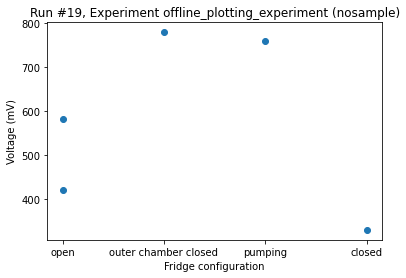 Run #19, Experiment offline_plotting_experiment (nosample)
800
700
600
500
400
Voltage (mV)
open outer chamber closed pumping closed
Fridge configuration